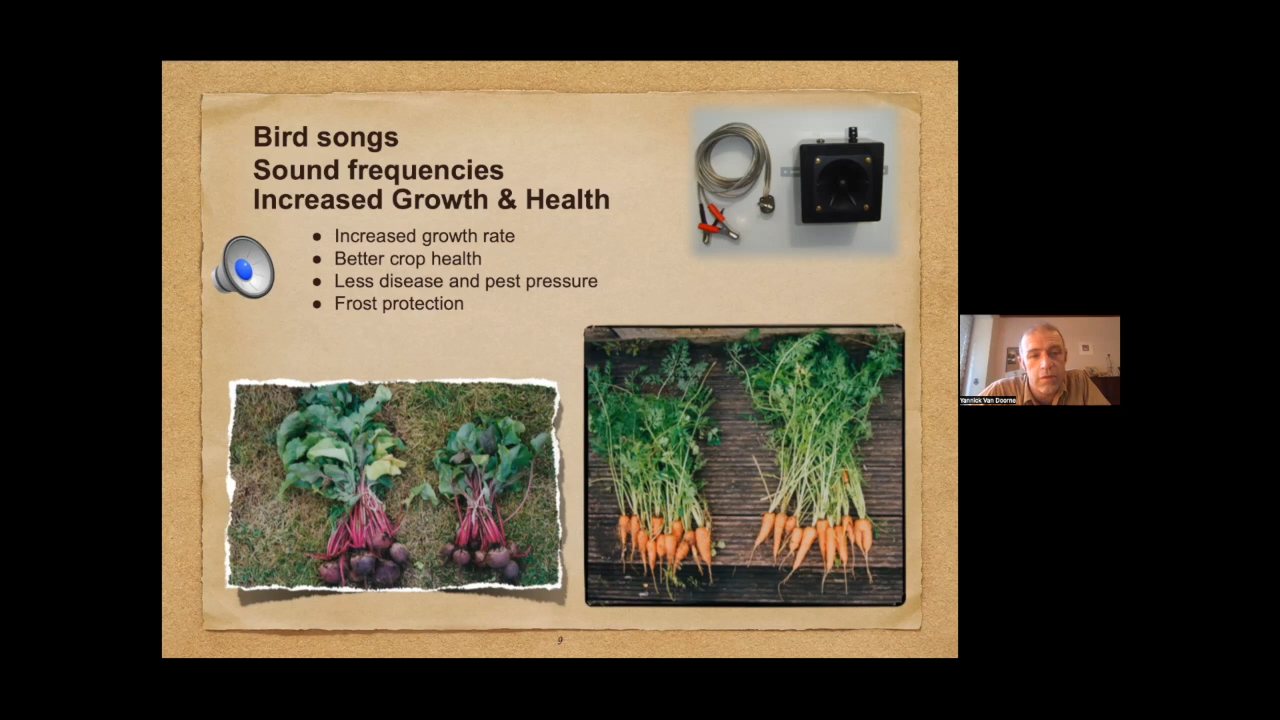 Bird songs
Sound frequencies
Increased Growth & Health
● Increased growth rate
● Better crop health
● Less disease and pest pressure
● Frost protection
9
Yannick Van Doorne